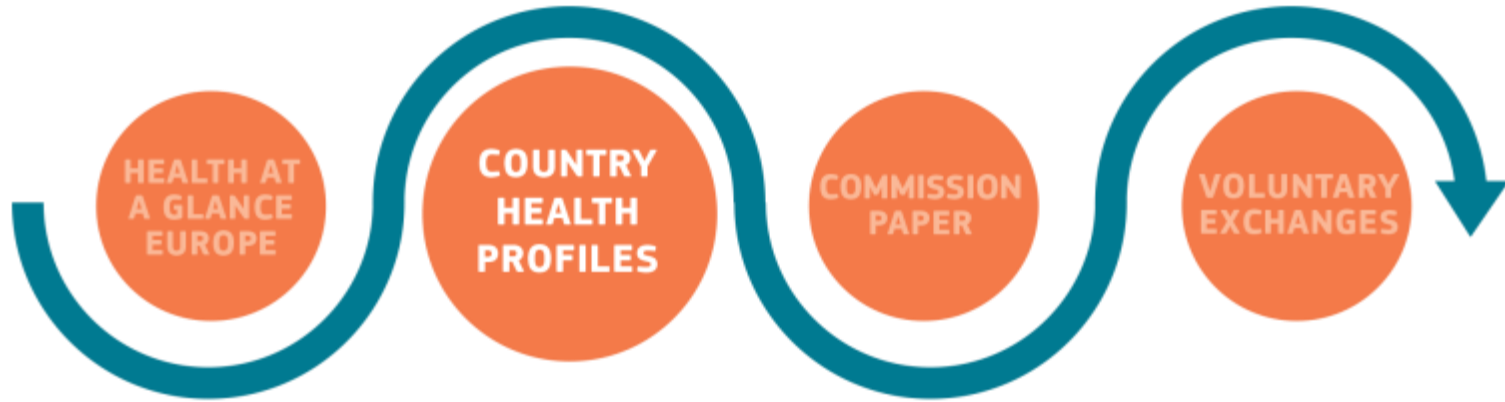 HEALTH AT
A GLANCE
EUROPE
COUNTRY
HEALTH
PROFILES
COMMISSION
PAPER
VOLUNTARY
EXCHANGES